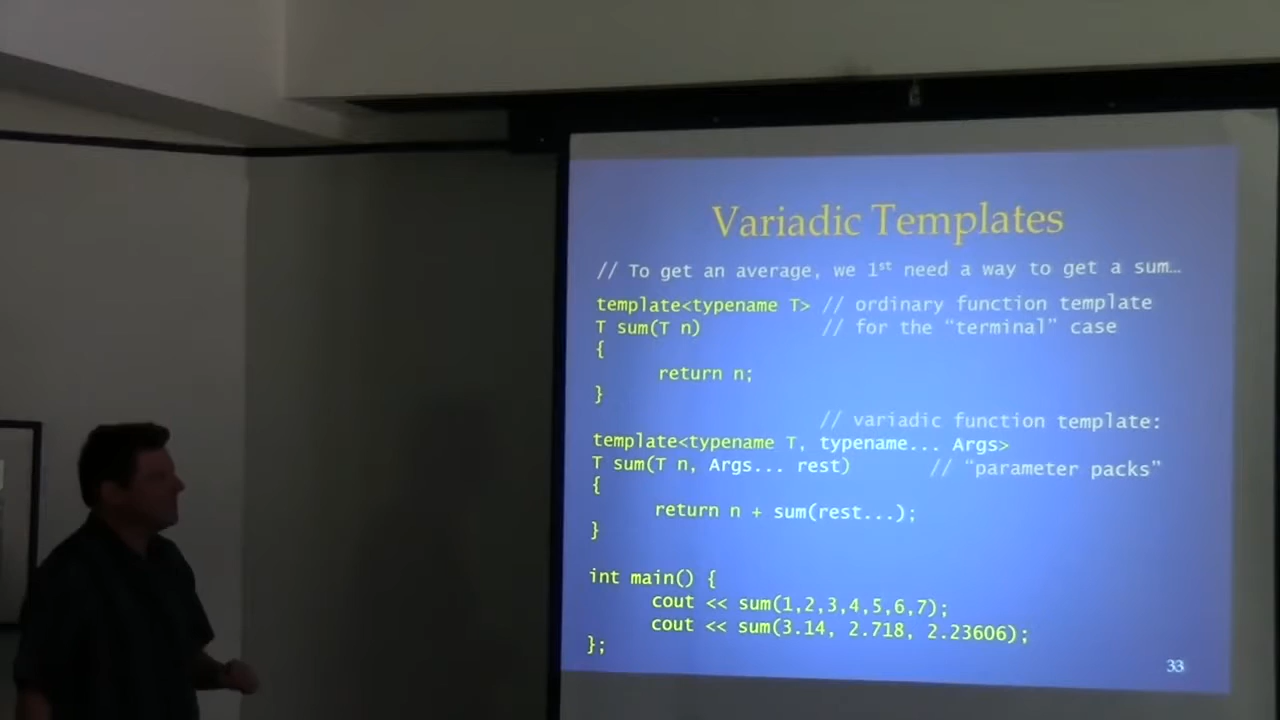 Variadic Templates
// To get an average, we 1st need a way to get a sum…
template<typename T> // ordinary function template
T sum(T n) // for the “terminal” case
{
return n;
}
// variadic function template:
template<typename T, typename... Args>
T sum(T n, Args... rest) // “parameter packs”
{
return n + sum(rest...);
}
int main() {
cout << sum(1,2,3,4,5,6,7);
cout << sum(3.14, 2.718, 2.23606);
};
33